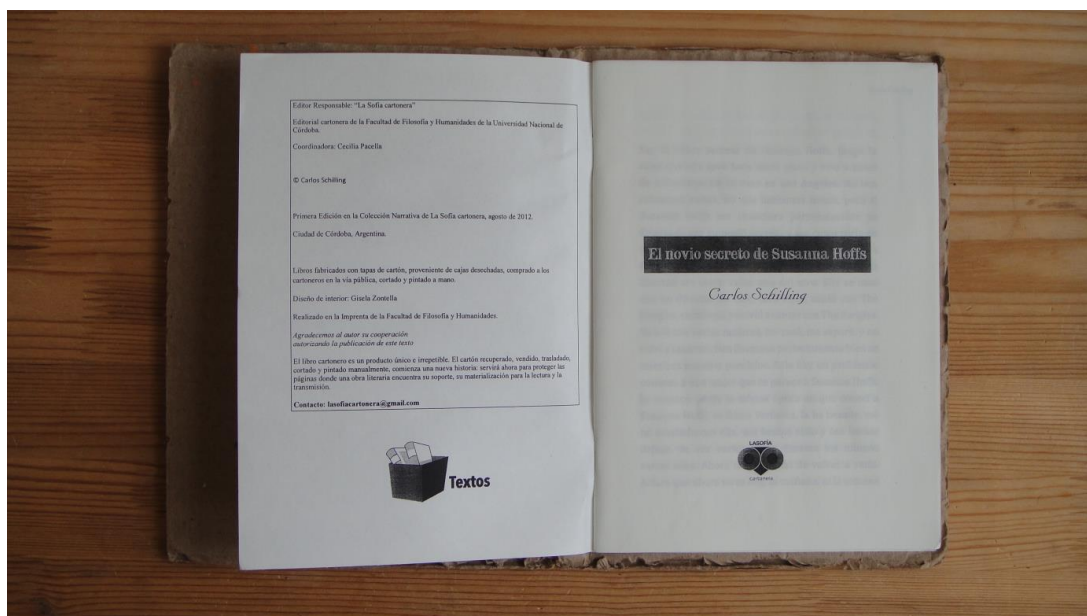 Editor Responsable: "La Sofía cartonera"
Editorial cartonera de la Facultad de Filosofía y Humanidades de la Universidad Nacional de
Córdoba.
Coordinadora: Cecilia Pacella
© Carlos Schilling
Primera Edición en la Colección Narrativa de La Sofía cartonera, agosto de 2012.
Ciudad de Córdoba, Argentina.
Libros fabricados con tapas de cartón, proveniente de cajas desechadas, comprado a los
cartoneros en la vía pública, cortado y pintado a mano.
Diseño de interior: Gisela Zontella
Realizado en la Imprenta de la Facultad de Filosofía y Humanidades.
Agradecemos al autor su cooperación
autorizando la publicación de este texto
El libro cartonero es un producto único e irrepetible. El cartón recuperado, vendido, trasladado,
cortado y pintado manualmente, comienza una nueva historia: servirá ahora para proteger las
páginas donde una obra literaria encuentra su soporte, su materialización para la lectura y la
transmisión.
Contacto: lasofiacartonera@gmail.com
Textos
El novio secreto de Susanna Hoffs
Carlos Schilling
LASOFÍA
Cartonera